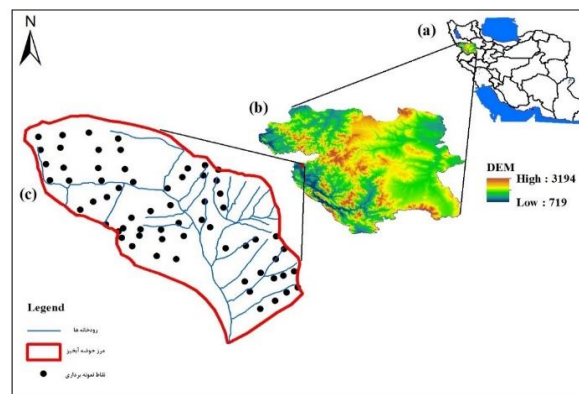 N
(a)
(b)
DEM
High : 3194
Low : 719
(c)
Legend
رودخانه ها
مرز حوضه آبخیز
نقاط نمونه برداری